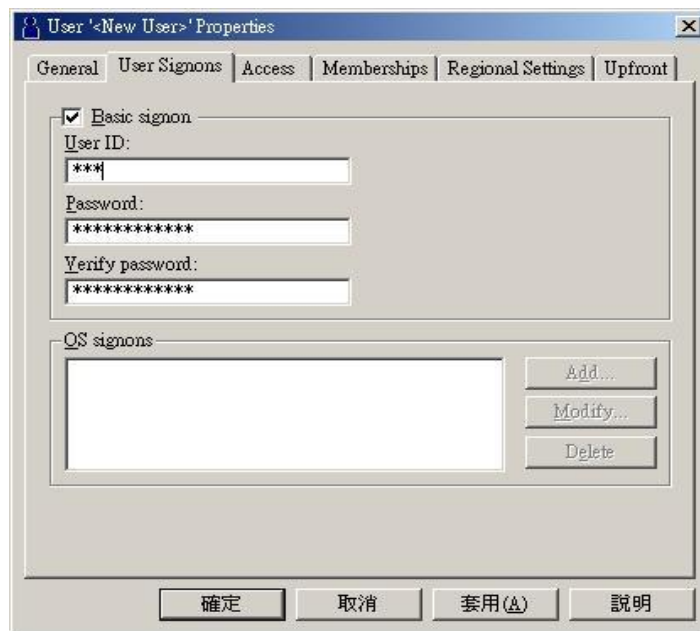 User '<New User>' Properties
General User Signons Access Memberships Regional Settings Upfront
Basic signon
User ID:
***
Password:
************
Verify password:
************
OS signons
Add...
Modify...
Delete
確定 取消 套用(A) 說明